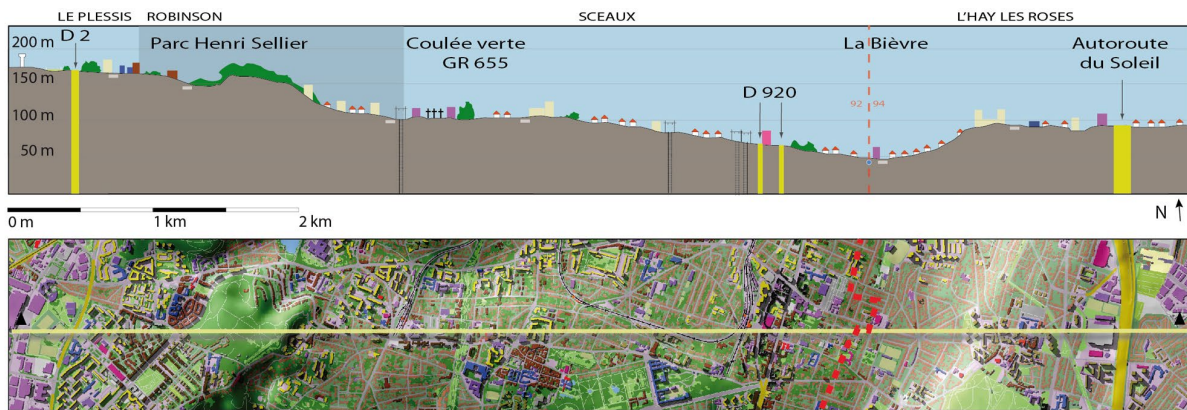 LE PLESSIS ROBINSON
SCEAUX
L'HAY LES ROSES
200 m
D 2
Parc Henri Sellier
Coulée verte
GR 655
La Bièvre
Autoroute
du Soleil
150 m
100 m
D 920
92 94
50 m
0 m
1 km
2 km
N